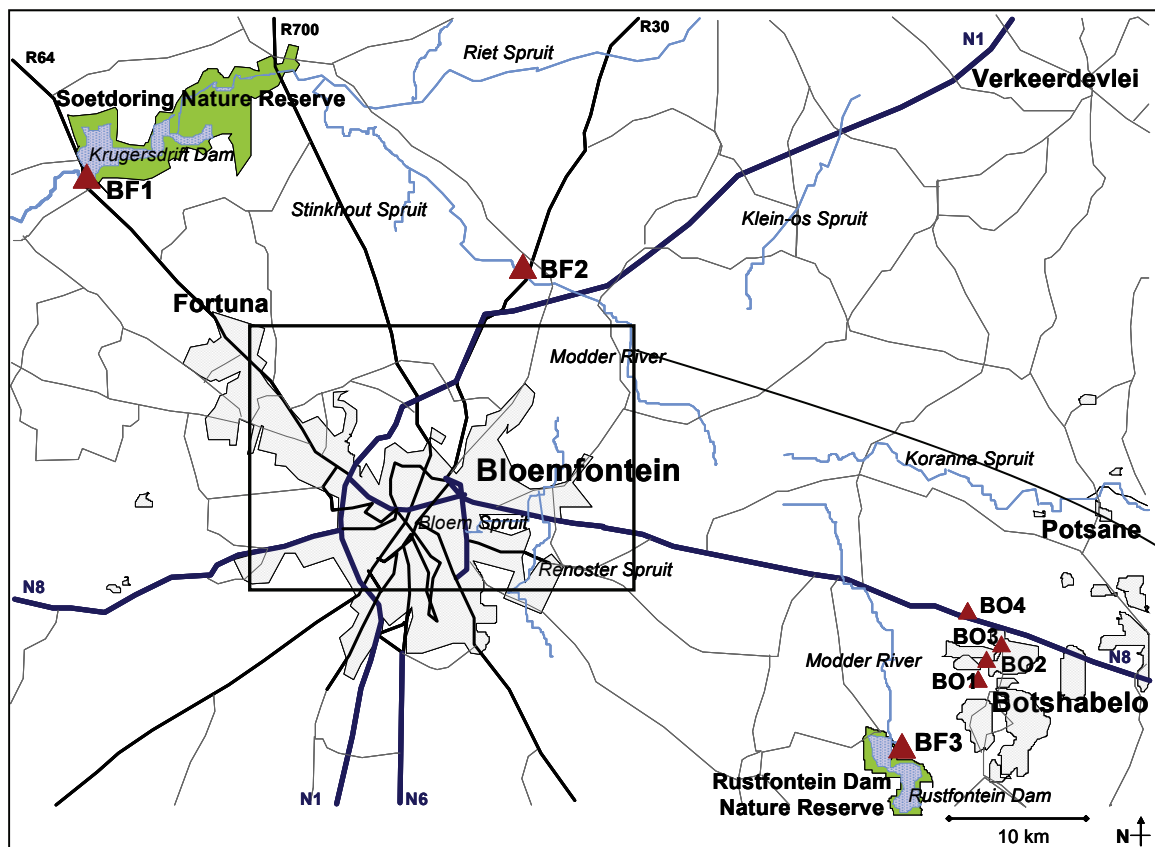 R64
R700
R30
N1
Riet Spruit
Verkeerdevlei
Soetdoring Nature Reserve
Krugersdrift Dam
BF1
Stinkhout Spruit
Klein-os Spruit
BF2
Fortuna
Modder River
Bloemfontein
Koranna Spruit
Bloem Spruit
Potsane
Renoster Spruit
N8
BO4
BO3
BO2
N8
Modder River
BO1
Botshabelo
BF3
Rustfontein Dam
Nature Reserve
Rustfontein Dam
N1
N6
10 km
N